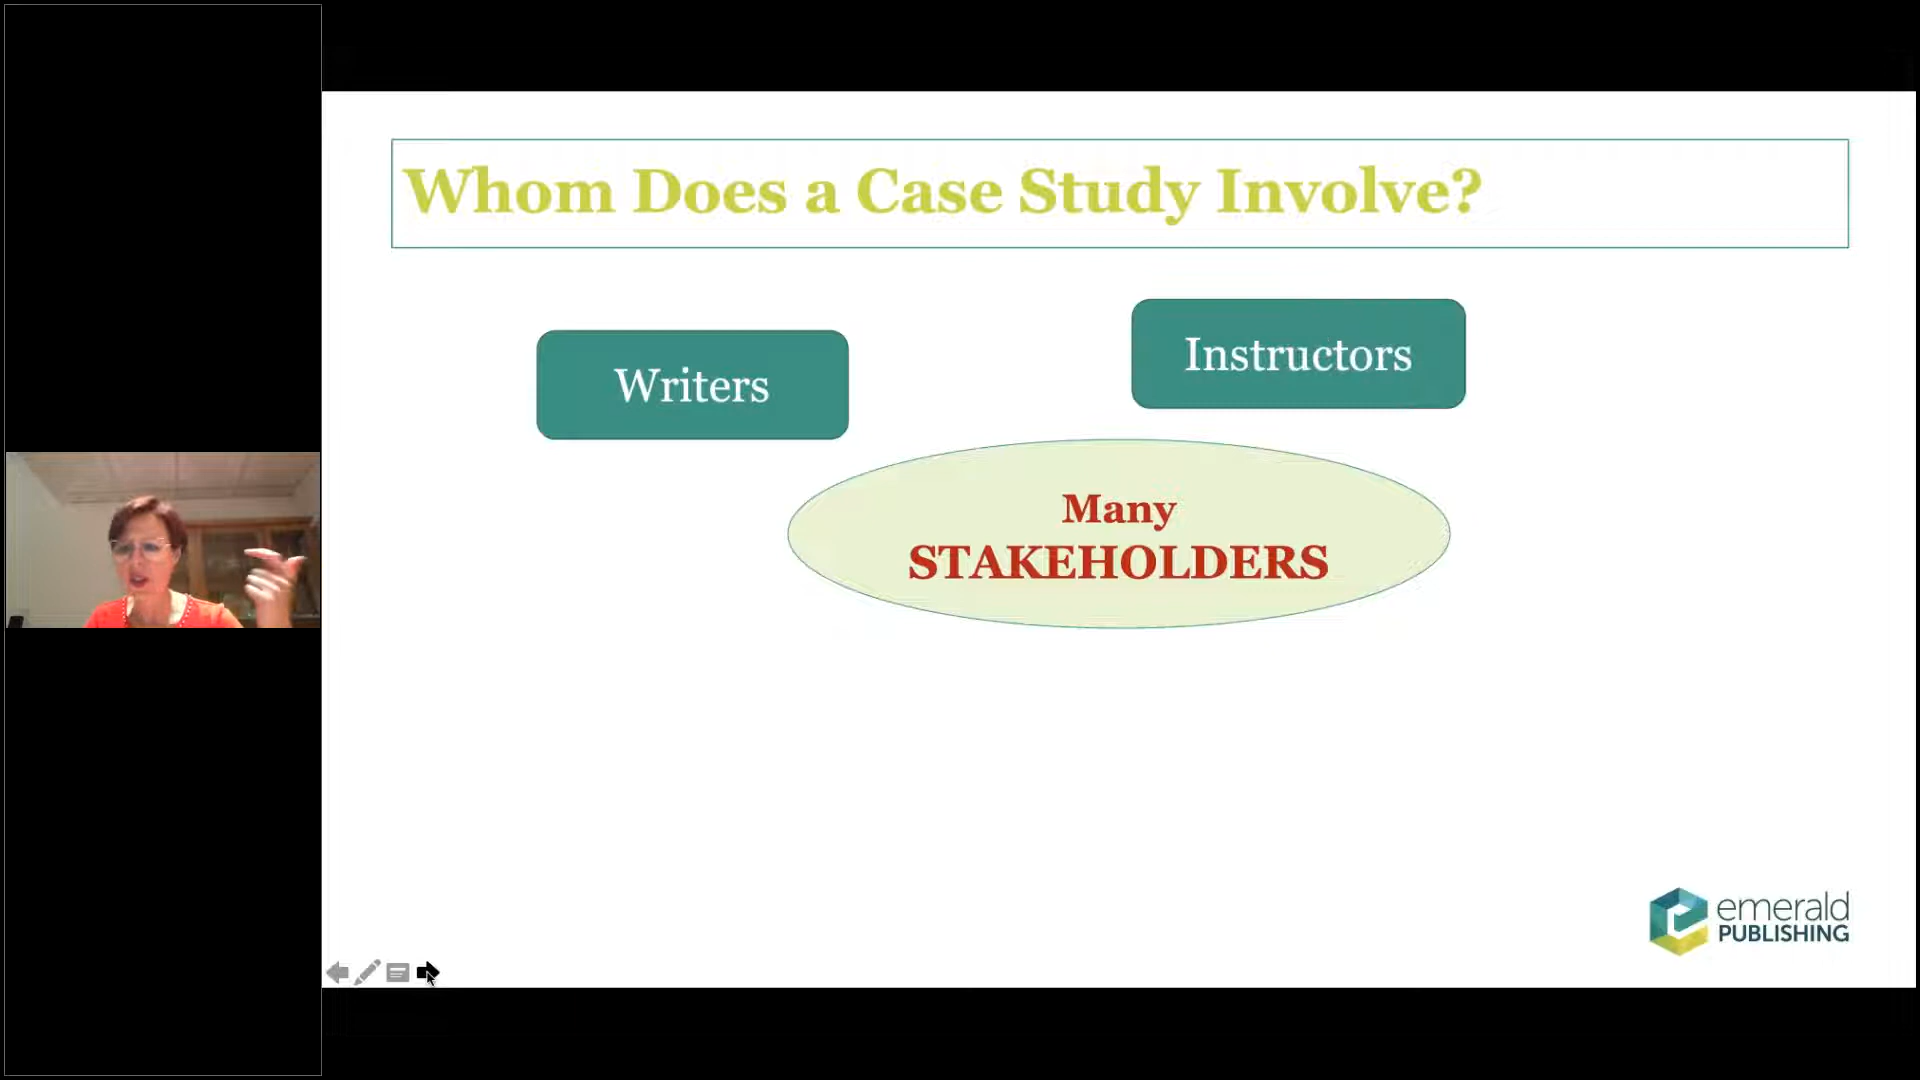 Whom Does a Case Study Involve?
Instructors
Writers
Many
STAKEHOLDERS
emerald
PUBLISHING